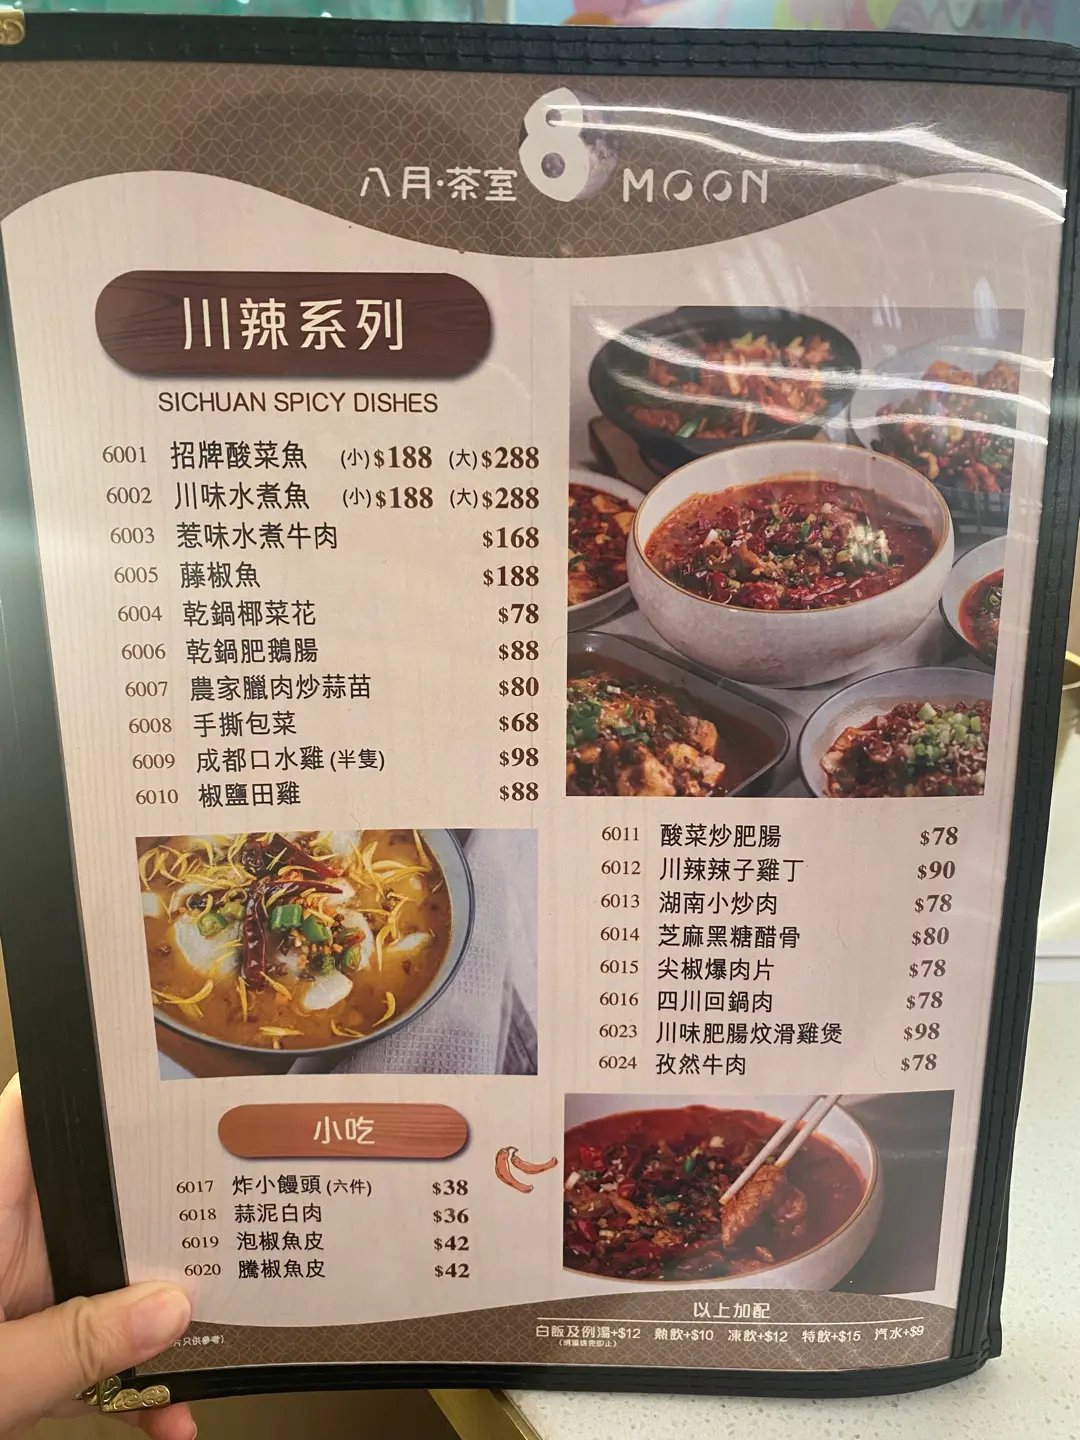 八月·茶室 8 MOON
川辣系列
SICHUAN SPICY DISHES
6001 招牌酸菜魚 (小)$188 (大)$288
6002 川味水煮魚 (小)$188 (大)$288
6003 惹味水煮牛肉 $168
6005 藤椒魚 $188
6004 乾鍋椰菜花 $78
6006 乾鍋肥鵝腸 $88
6007 農家臘肉炒蒜苗 $80
6008 手撕包菜 $68
6009 成都口水雞(半隻) $98
6010 椒鹽田雞 $88
6011 酸菜炒肥腸 $78
6012 川辣辣子雞丁 $90
6013 湖南小炒肉 $78
6014 芝麻黑糖醋骨 $80
6015 尖椒爆肉片 $78
6016 四川回鍋肉 $78
6023 川味肥腸炆滑雞煲 $98
6024 孜然牛肉 $78
小吃
6017 炸小饅頭(六件) $38
6018 蒜泥白肉 $36
6019 泡椒魚皮 $42
6020 騰椒魚皮 $42
以上加配
白飯及例湯+$12 熱飲+$10 凍飲+$12 特飲+$15 汽水+$9
片只供參考)